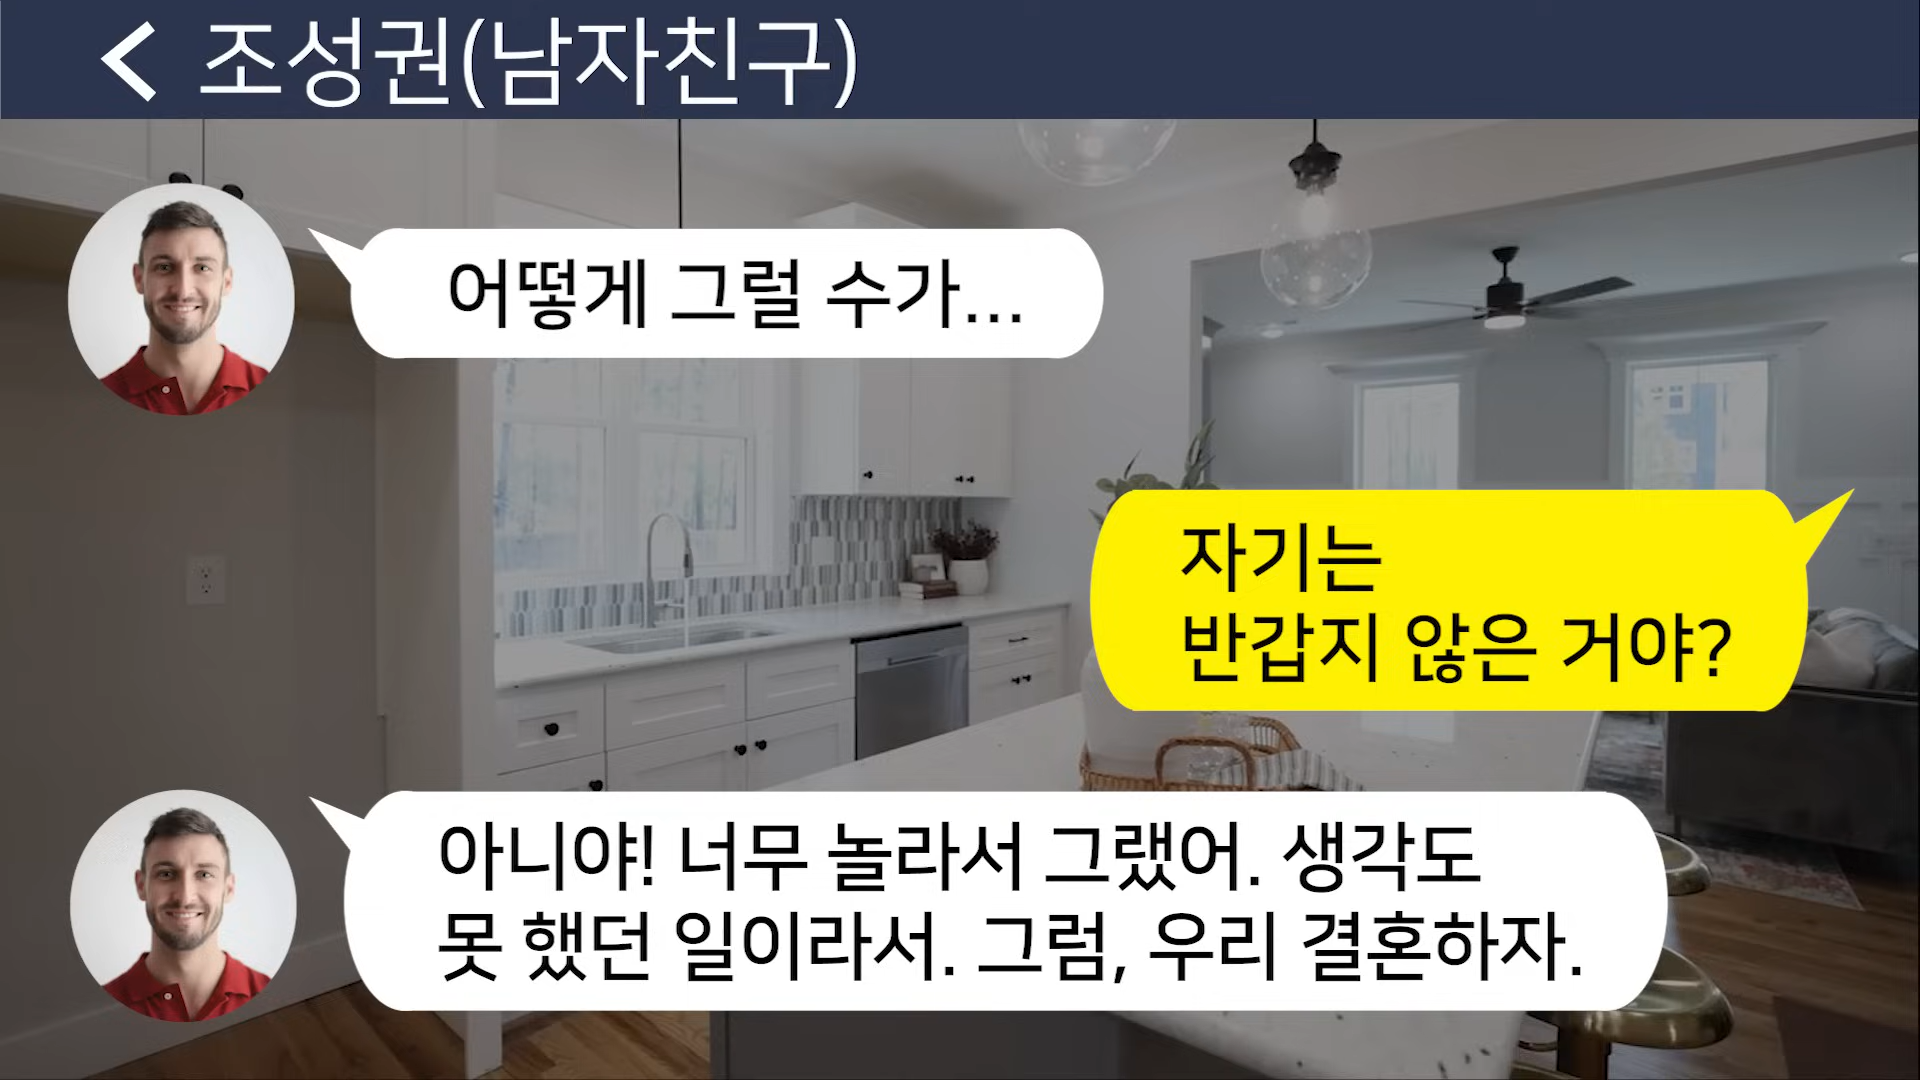 조성권(남자친구)
어떻게 그럴 수가...
자기는
반갑지 않은 거야?
아니야! 너무 놀라서 그랬어. 생각도
못 했던 일이라서. 그럼, 우리 결혼하자.